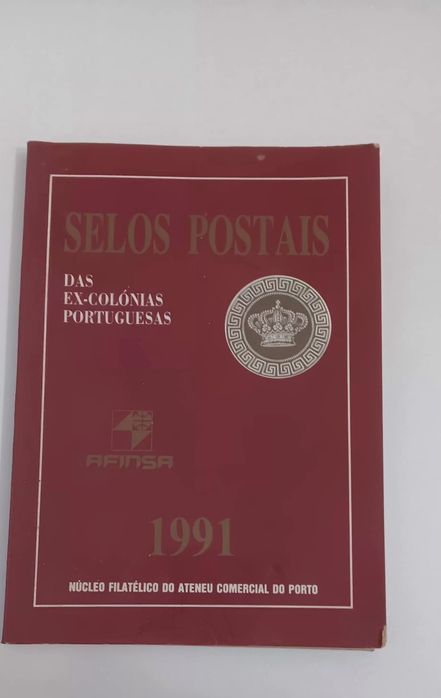 SELOS POSTAIS
DAS
EX-COLÓNIAS
PORTUGUESAS
AFINSA
1991
NÚCLEO FILATÉLICO DO ATENEU COMERCIAL DO PORTO